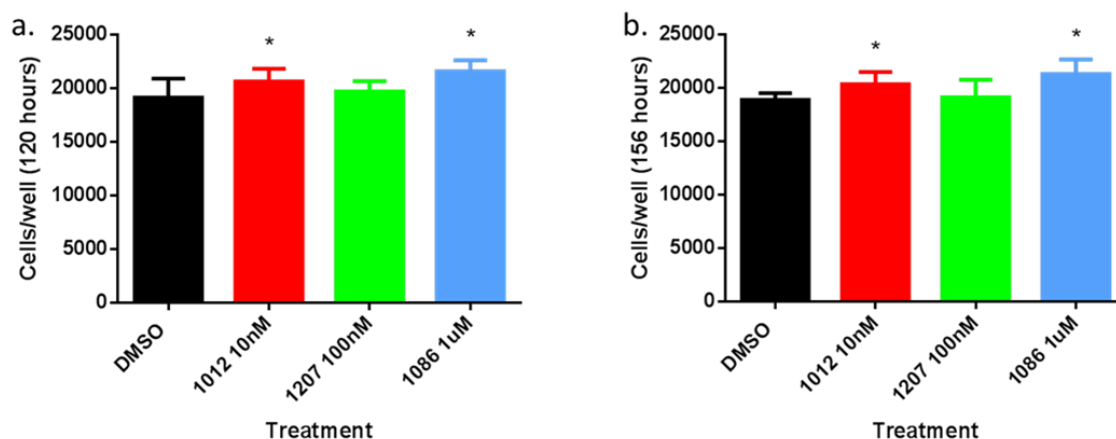 a.
Cells/well (120 hours)
25000
20000
15000
10000
5000
0
*
*
DMSO
1012 10nM
1207 100nM
1086 1uM
Treatment
b.
Cells/well (156 hours)
25000
20000
15000
10000
5000
0
*
*
DMSO
1012 10nM
1207 100nM
1086 1uM
Treatment